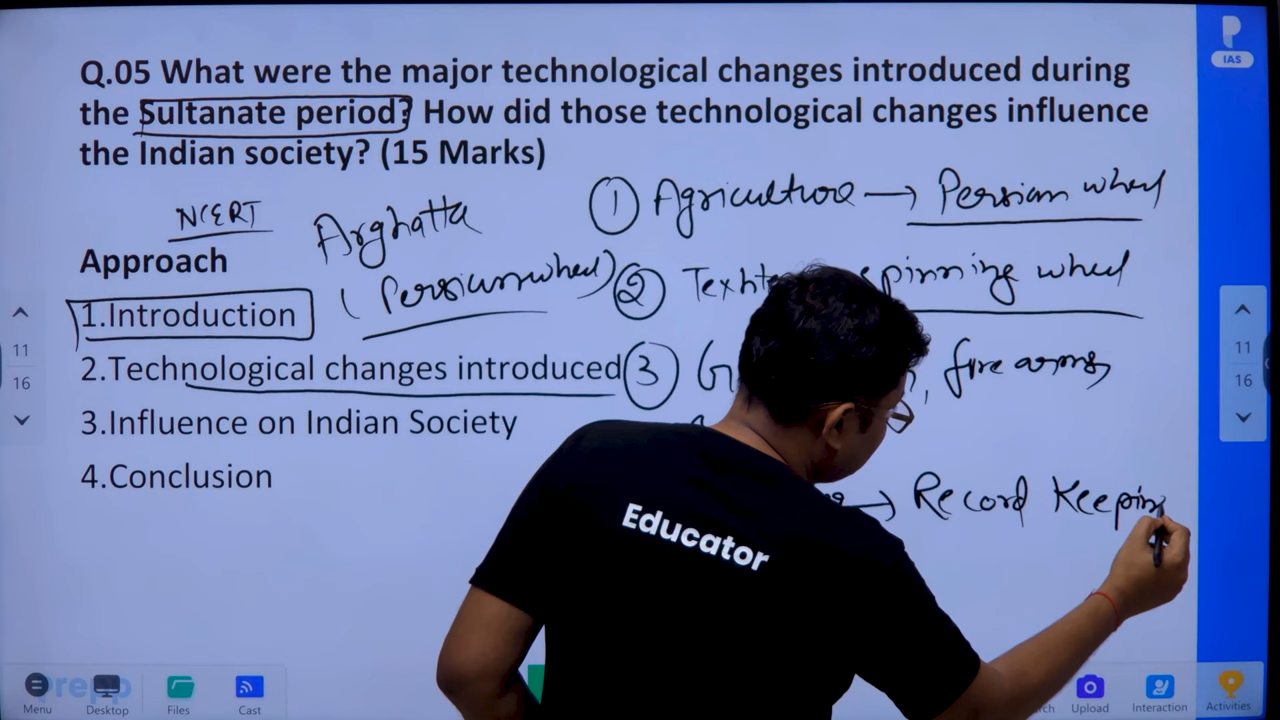 IAS
Q.05 What were the major technological changes introduced during
the Sultanate period? How did those technological changes influence
the Indian society? (15 Marks)
NCERT
Arghatta
(Persian wheel)
① Agriculture → Persian wheel
Approach
② spinning wheel
1.Introduction
2.Technological changes introduced
③ , fire arms
3.Influence on Indian Society
4.Conclusion
→ Record Keepin
11
16
11
16
Educator
Prepp
Menu
Desktop
Files
Cast
Upload
Interaction
Activities